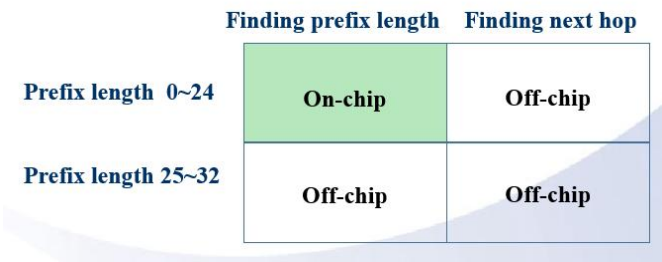 Finding prefix length Finding next hop
Prefix length 0~24 On-chip Off-chip
Prefix length 25~32 Off-chip Off-chip